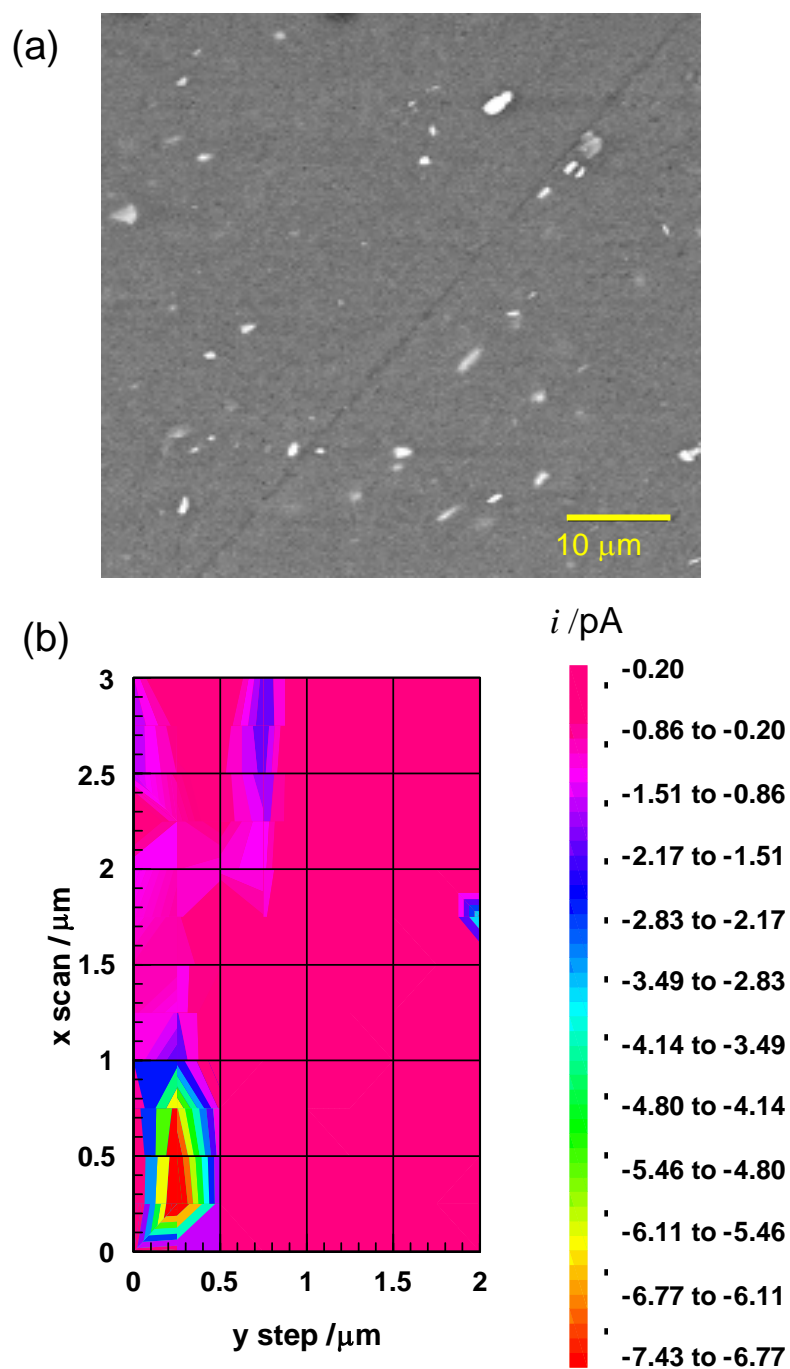 (a)
10 μm
(b)
i /pA
3
2.5
2
1.5
1
0.5
0
x scan /μm
0
0.5
1
1.5
2
y step /μm
-0.20
-0.86 to -0.20
-1.51 to -0.86
-2.17 to -1.51
-2.83 to -2.17
-3.49 to -2.83
-4.14 to -3.49
-4.80 to -4.14
-5.46 to -4.80
-6.11 to -5.46
-6.77 to -6.11
-7.43 to -6.77